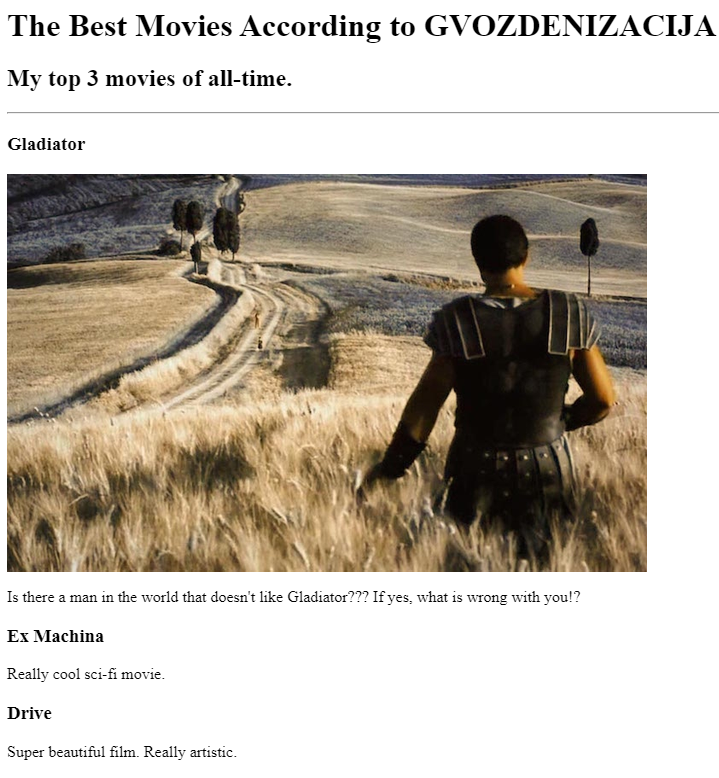 The Best Movies According to GVOZDENIZACIJA
My top 3 movies of all-time.
Gladiator
Is there a man in the world that doesn't like Gladiator??? If yes, what is wrong with you!?
Ex Machina
Really cool sci-fi movie.
Drive
Super beautiful film. Really artistic.